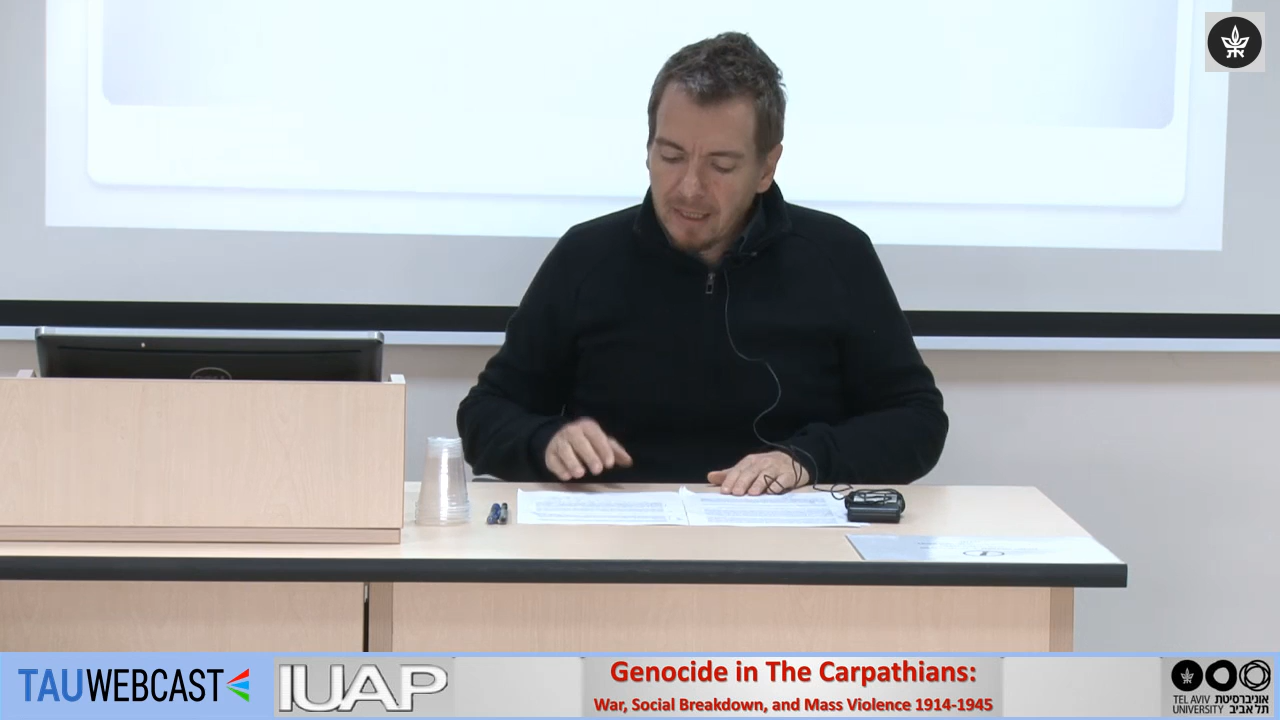 DELL
TAUWEBCAST
IUAP
Genocide in The Carpathians:
War, Social Breakdown, and Mass Violence 1914-1945
TEL AVIV אוניברסיטת
UNIVERSITY תל אביב